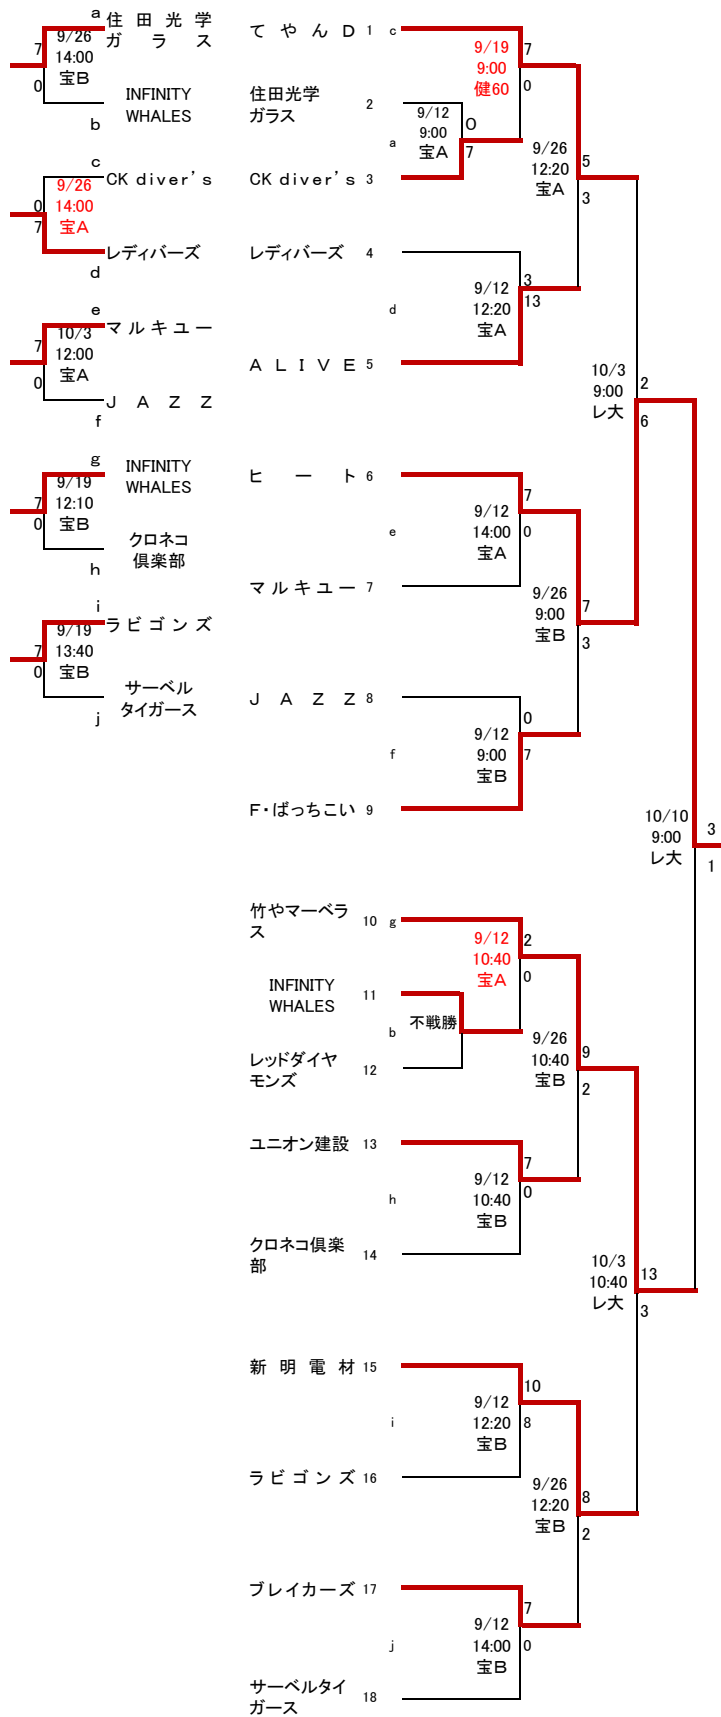 a
住田光学
ガラス
7
9/26
14:00
宝B
0
INFINITY
WHALES
b
c
CK diver's
0
9/26
14:00
宝A
7
レディバーズ
d
e
マルキユー
7
10/3
12:00
宝A
0
JAZZ
f
g
INFINITY
WHALES
7
9/19
12:10
宝B
0
クロネコ
倶楽部
h
i
ラビゴンズ
7
9/19
13:40
宝B
0
サーベル
タイガース
j
てやんD 1 c
住田光学
ガラス
2
a
CK diver's 3
9/12
9:00
宝A
0
7
9/19
9:00
健60
7
0
レディバーズ 4
d
ALIVE 5
9/12
12:20
宝A
3
13
9/26
12:20
宝A
5
3
ヒート 6
e
マルキユー 7
9/12
14:00
宝A
7
0
JAZZ 8
f
F・ばっちこい 9
9/12
9:00
宝B
0
7
9/26
9:00
宝B
7
3
10/3
9:00
レ大
2
6
竹やマーベラ
ス
10 g
INFINITY
WHALES
11
b
レッドダイヤ
モンズ
12
不戦勝
9/12
10:40
宝A
2
0
ユニオン建設 13
h
クロネコ倶楽
部
14
9/12
10:40
宝B
7
0
9/26
10:40
宝B
9
2
新明電材 15
i
ラビゴンズ 16
9/12
12:20
宝B
10
8
ブレイカーズ 17
j
サーベルタイ
ガース
18
9/12
14:00
宝B
7
0
9/26
12:20
宝B
8
2
10/3
10:40
レ大
13
3
10/10
9:00
レ大
3
1